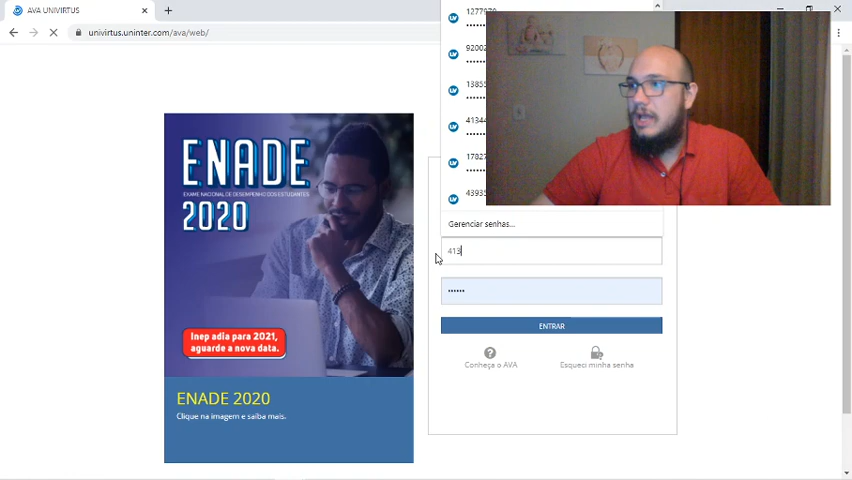 AVA UNIVIRTUS
univirtus.uninter.com/ava/web/
1277979
••••••
••••••
••••••
••••••
••••••
Gerenciar senhas...
413
••••••
ENTRAR
Conheça o AVA
Esqueci minha senha
ENADE
EXAME NACIONAL DE DESEMPENHO DOS ESTUDANTES
2020
Inep adia para 2021,
aguarde a nova data.
ENADE 2020
Clique na imagem e saiba mais.